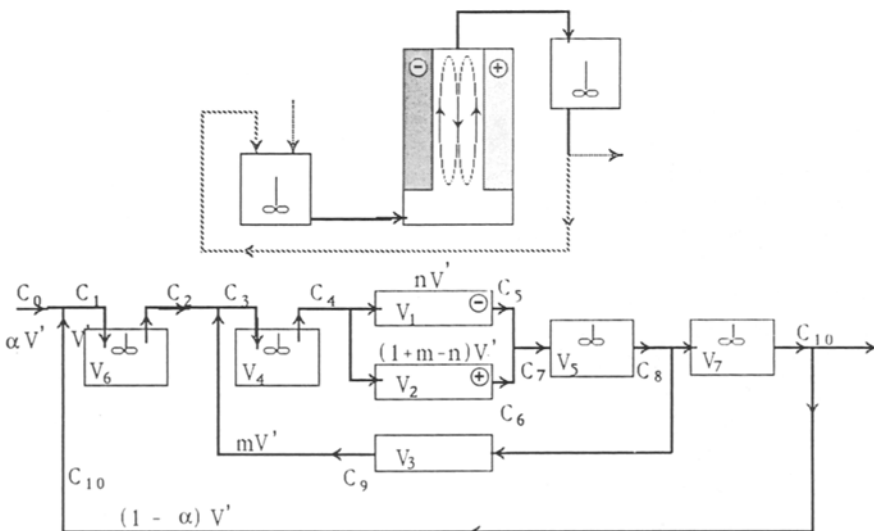 − +
nV'
C₀ C₁ C₂ C₃ C₄ V₁ − C₅
αV' V' V₆ V₄ (1+m−n)V' V₅ V₇ C₁₀
V₂ + C₇ C₈
C₆
mV' V₃
C₁₀ C₉
(1 - α) V'